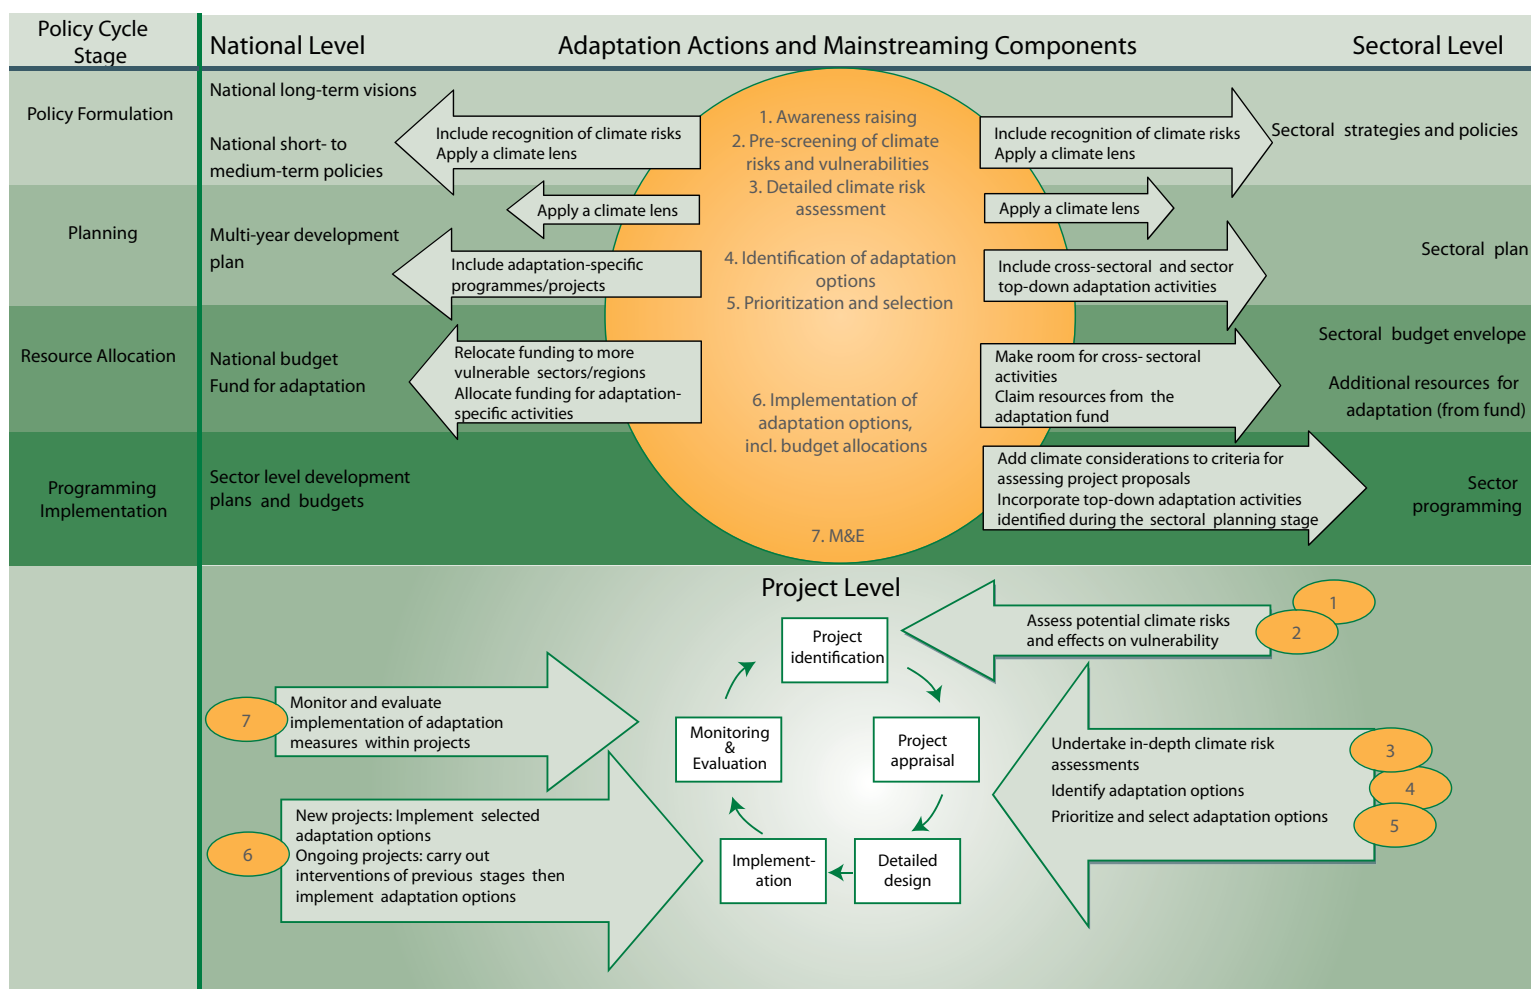 Policy Cycle
Stage
National Level
Adaptation Actions and Mainstreaming Components
Sectoral Level
Policy Formulation
National long-term visions
National short- to
medium-term policies
Include recognition of climate risks
Apply a climate lens
1. Awareness raising
2. Pre-screening of climate
risks and vulnerabilities
3. Detailed climate risk
assessment
Include recognition of climate risks
Apply a climate lens
Sectoral strategies and policies
Planning
Multi-year development
plan
Apply a climate lens
Include adaptation-specific
programmes/projects
4. Identification of adaptation
options
5. Prioritization and selection
Apply a climate lens
Include cross-sectoral and sector
top-down adaptation activities
Sectoral plan
Resource Allocation
National budget
Fund for adaptation
Relocate funding to more
vulnerable sectors/regions
Allocate funding for adaptation-
specific activities
6. Implementation of
adaptation options,
incl. budget allocations
Make room for cross-sectoral
activities
Claim resources from the
adaptation fund
Sectoral budget envelope
Additional resources for
adaptation (from fund)
Programming
Implementation
Sector level development
plans and budgets
7. M&E
Add climate considerations to criteria for
assessing project proposals
Incorporate top-down adaptation activities
identified during the sectoral planning stage
Sector
programming
Project Level
Project
identification
Assess potential climate risks
and effects on vulnerability
1
2
7
Monitor and evaluate
implementation of adaptation
measures within projects
Monitoring
&
Evaluation
Project
appraisal
Undertake in-depth climate risk
assessments
Identify adaptation options
Prioritize and select adaptation options
3
4
5
6
New projects: Implement selected
adaptation options
Ongoing projects: carry out
interventions of previous stages then
implement adaptation options
Implement-
ation
Detailed
design